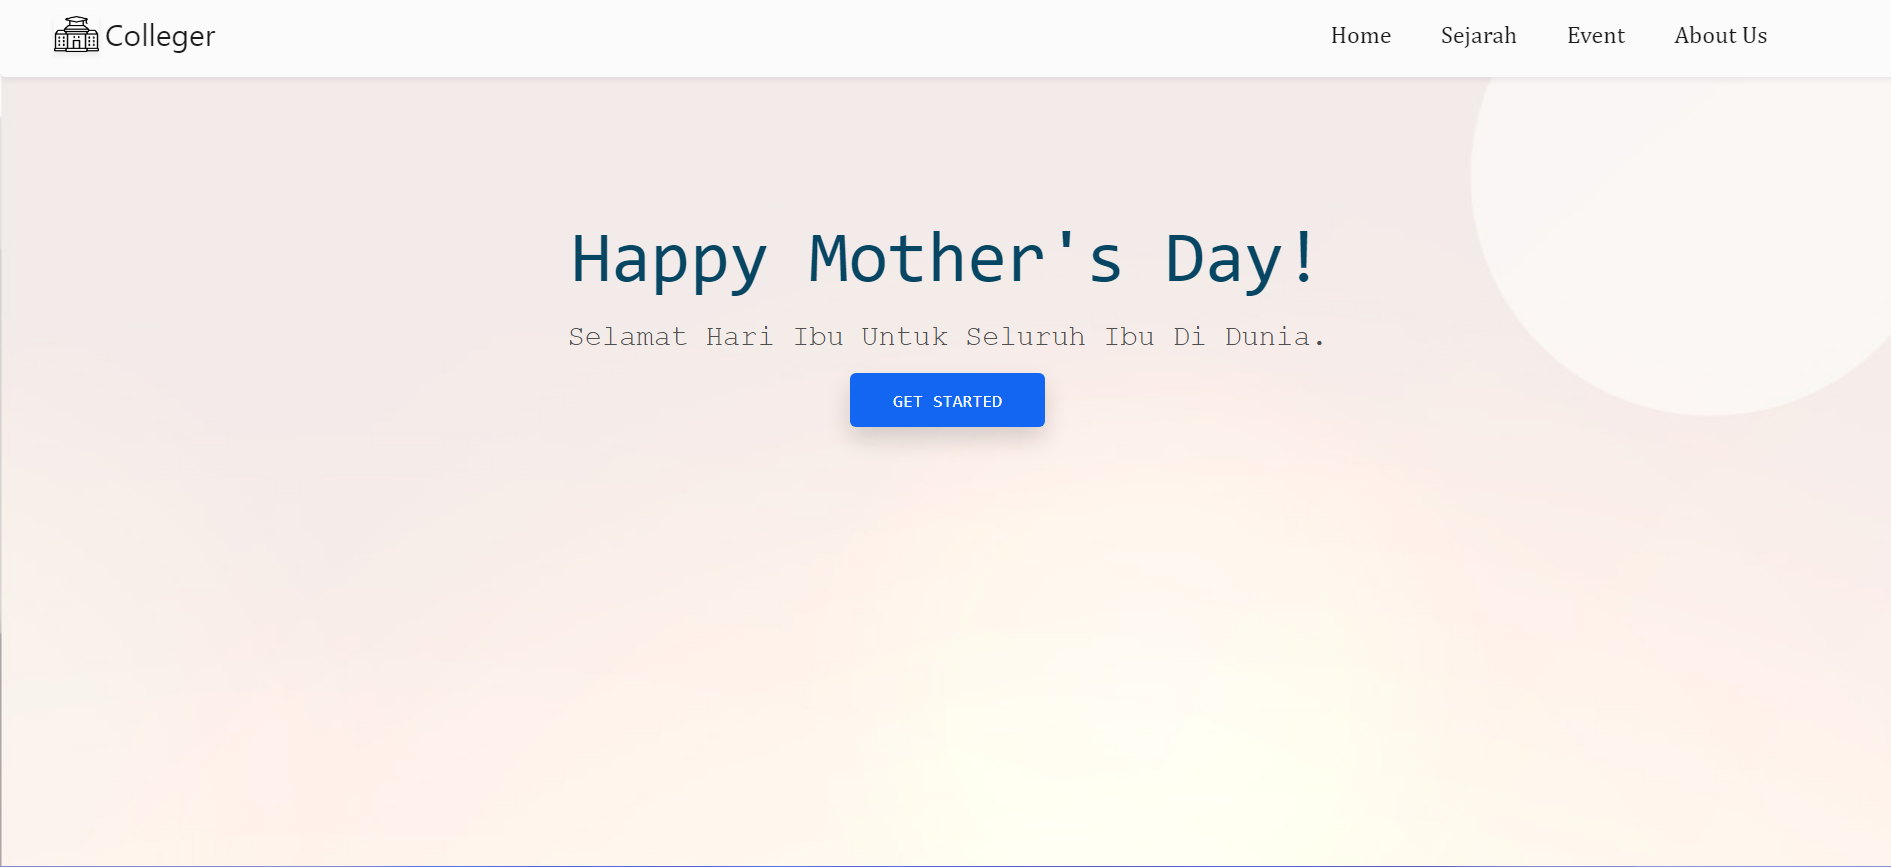 Colleger
Home Sejarah Event About Us
Happy Mother's Day!
Selamat Hari Ibu Untuk Seluruh Ibu Di Dunia.
GET STARTED